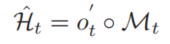 $\hat{\mathcal{H}}_t = o_t^{'} \circ \mathcal{M}_t$